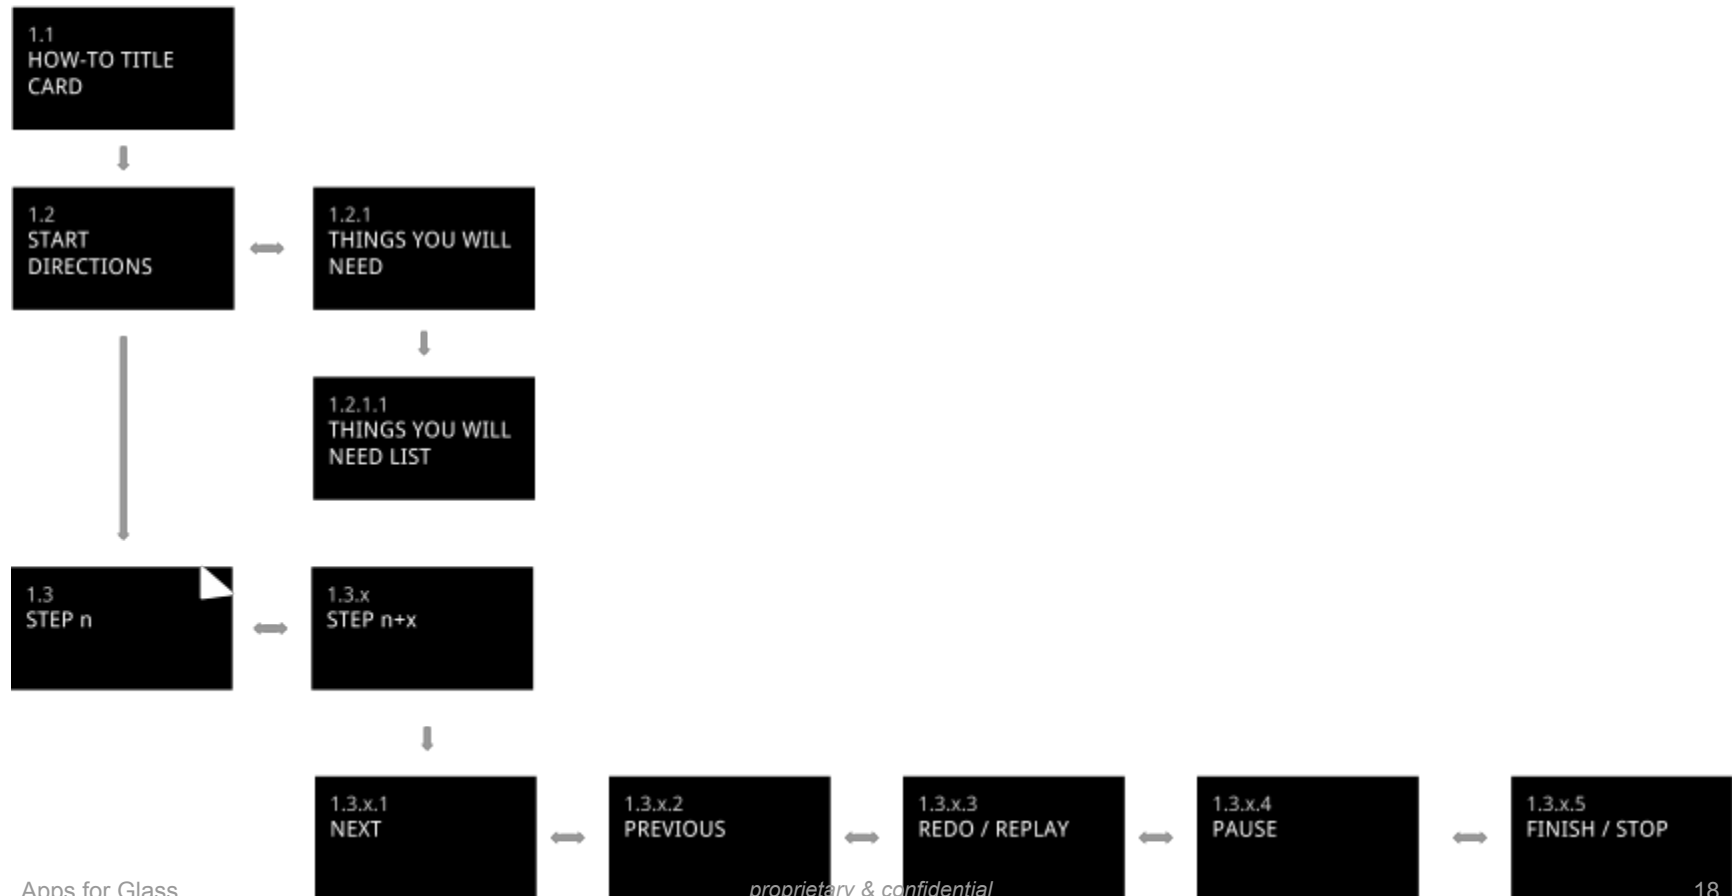 1.1
HOW-TO TITLE
CARD
1.2
START
DIRECTIONS
1.2.1
THINGS YOU WILL
NEED
1.2.1.1
THINGS YOU WILL
NEED LIST
1.3
STEP n
1.3.x
STEP n+x
1.3.x.1
NEXT
1.3.x.2
PREVIOUS
1.3.x.3
REDO / REPLAY
1.3.x.4
PAUSE
1.3.x.5
FINISH / STOP
Apps for Glass
proprietary & confidential
18